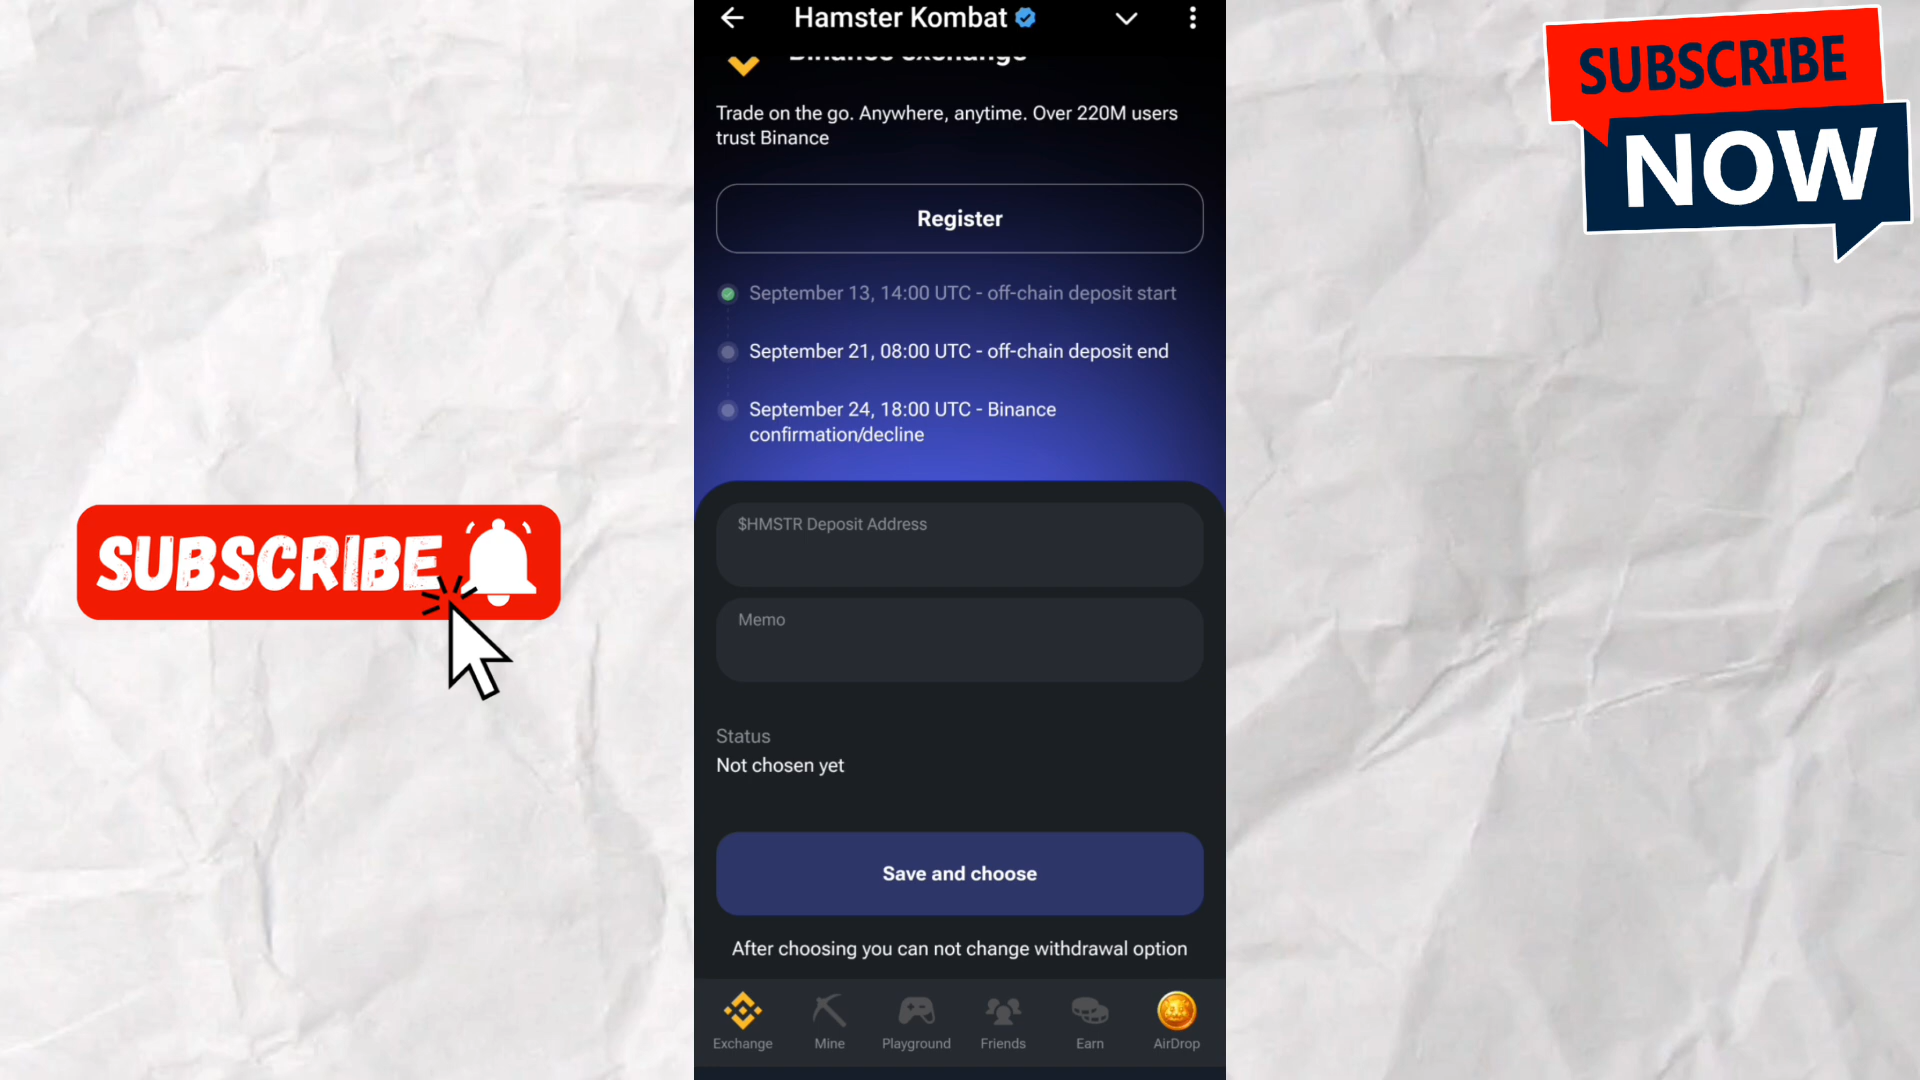 Hamster Kombat
Binance exchange
Trade on the go. Anywhere, anytime. Over 220M users
trust Binance
Register
September 13, 14:00 UTC - off-chain deposit start
September 21, 08:00 UTC - off-chain deposit end
September 24, 18:00 UTC - Binance
confirmation/decline
$HMSTR Deposit Address
Memo
Status
Not chosen yet
Save and choose
After choosing you can not change withdrawal option
Exchange
Mine
Playground
Friends
Earn
AirDrop
SUBSCRIBE
SUBSCRIBE
NOW